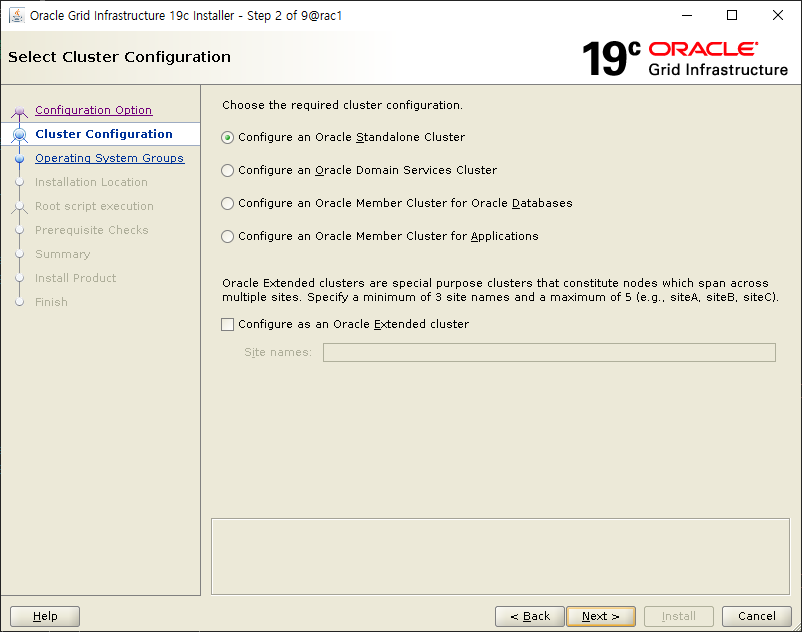 Oracle Grid Infrastructure 19c Installer - Step 2 of 9@rac1
Select Cluster Configuration
19c ORACLE
Grid Infrastructure
Configuration Option
Cluster Configuration
Operating System Groups
Installation Location
Root script execution
Prerequisite Checks
Summary
Install Product
Finish
Choose the required cluster configuration.
Configure an Oracle Standalone Cluster
Configure an Oracle Domain Services Cluster
Configure an Oracle Member Cluster for Oracle Databases
Configure an Oracle Member Cluster for Applications
Oracle Extended clusters are special purpose clusters that constitute nodes which span across
multiple sites. Specify a minimum of 3 site names and a maximum of 5 (e.g., siteA, siteB, siteC).
Configure as an Oracle Extended cluster
Site names:
Help
< Back
Next >
Install
Cancel